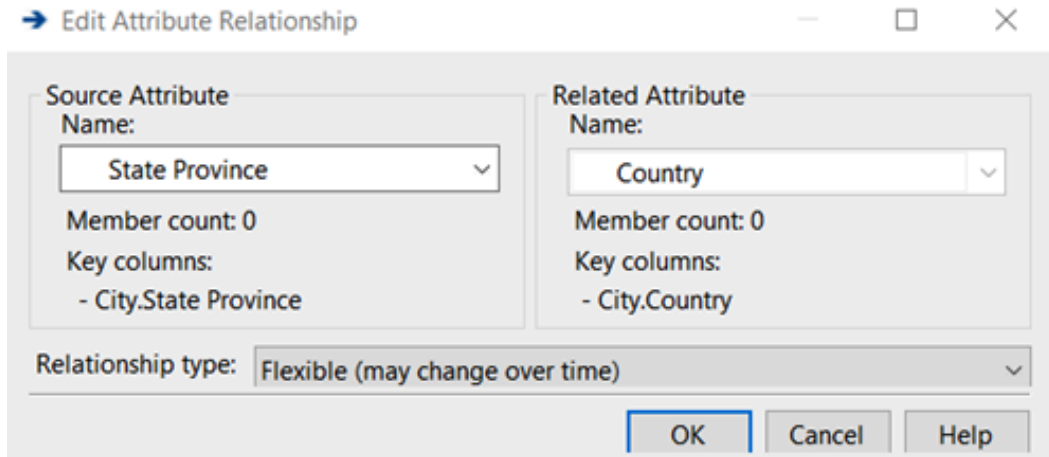 Edit Attribute Relationship
Source Attribute
Name:
State Province
Member count: 0
Key columns:
- City.State Province
Related Attribute
Name:
Country
Member count: 0
Key columns:
- City.Country
Relationship type: Flexible (may change over time)
OK Cancel Help